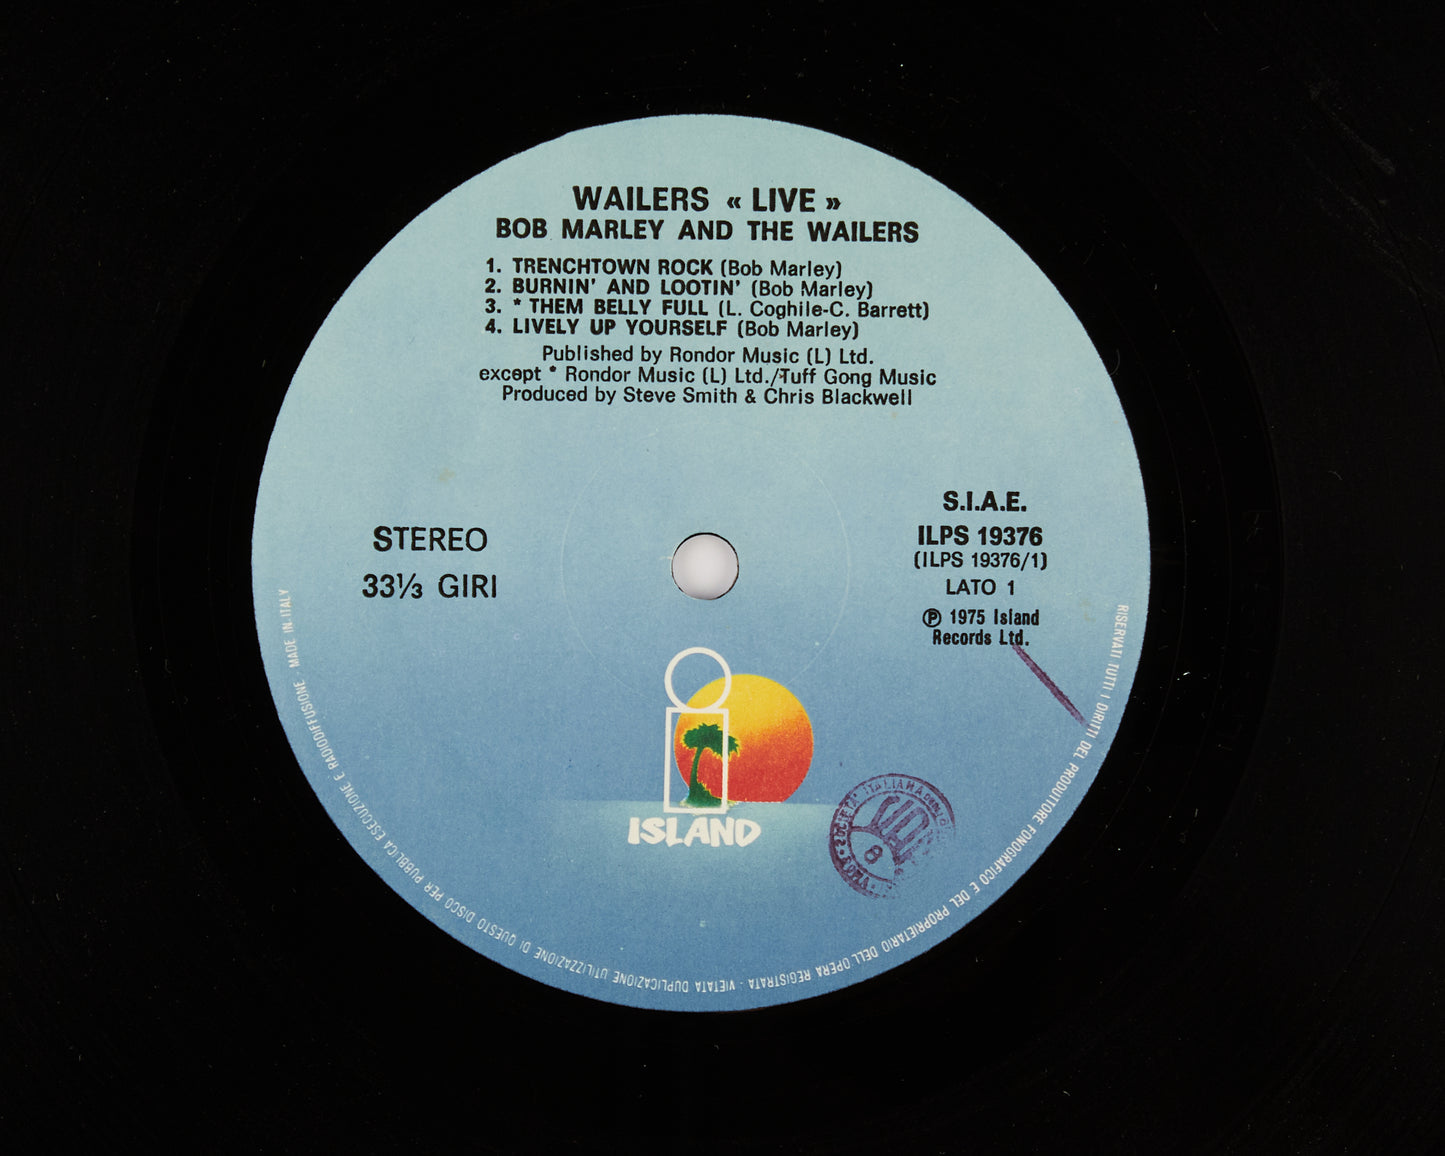 WAILERS « LIVE »
BOB MARLEY AND THE WAILERS
1. TRENCHTOWN ROCK (Bob Marley)
2. BURNIN' AND LOOTIN' (Bob Marley)
3. * THEM BELLY FULL (L. Coghile-C. Barrett)
4. LIVELY UP YOURSELF (Bob Marley)
Published by Rondor Music (L) Ltd.
except * Rondor Music (L) Ltd./Tuff Gong Music
Produced by Steve Smith & Chris Blackwell
STEREO
33⅓ GIRI
S.I.A.E.
ILPS 19376
(ILPS 19376/1)
LATO 1
℗ 1975 Island
Records Ltd.
i
ISLAND
SOCIETA' ITALIANA
8
RISERVATI TUTTI I DIRITTI DEL PRODUTTORE FONOGRAFICO E DEL PROPRIETARIO DELL'OPERA REGISTRATA - VIETATA DUPLICAZIONE UTILIZZAZIONE DI QUESTO DISCO PER PUBBLICA ESECUZIONE E RADIODIFFUSIONE - MADE IN ITALY